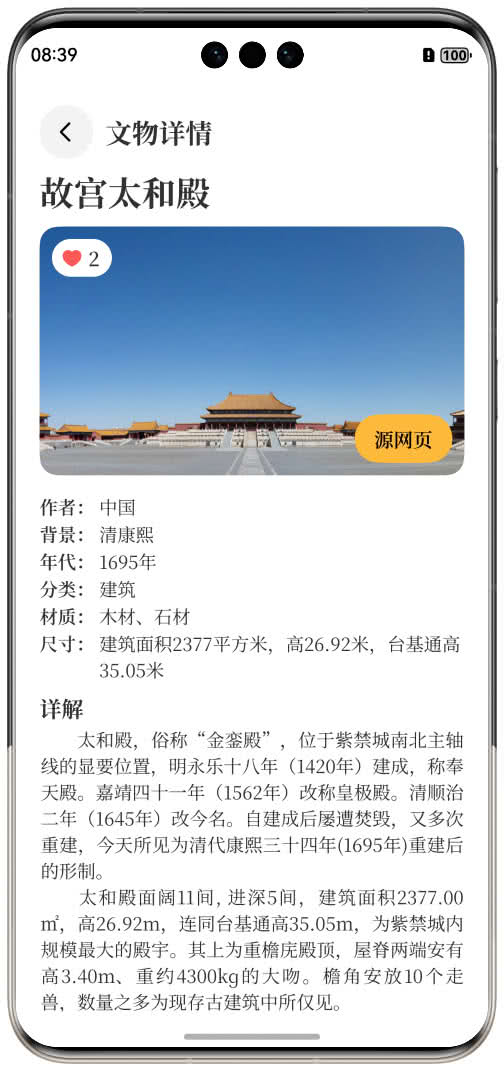 08:39
100
文物详情
故宫太和殿
2
源网页
作者： 中国
背景： 清康熙
年代： 1695年
分类： 建筑
材质： 木材、石材
尺寸： 建筑面积2377平方米，高26.92米，台基通高
35.05米
详解
太和殿，俗称“金銮殿”，位于紫禁城南北主轴
线的显要位置，明永乐十八年（1420年）建成，称奉
天殿。嘉靖四十一年（1562年）改称皇极殿。清顺治
二年（1645年）改今名。自建成后屡遭焚毁，又多次
重建，今天所见为清代康熙三十四年(1695年)重建后
的形制。
太和殿面阔11间, 进深5间，建筑面积2377.00
㎡，高26.92m，连同台基通高35.05m，为紫禁城内
规模最大的殿宇。其上为重檐庑殿顶，屋脊两端安有
高3.40m、重约4300kg的大吻。檐角安放10个走
兽，数量之多为现存古建筑中所仅见。